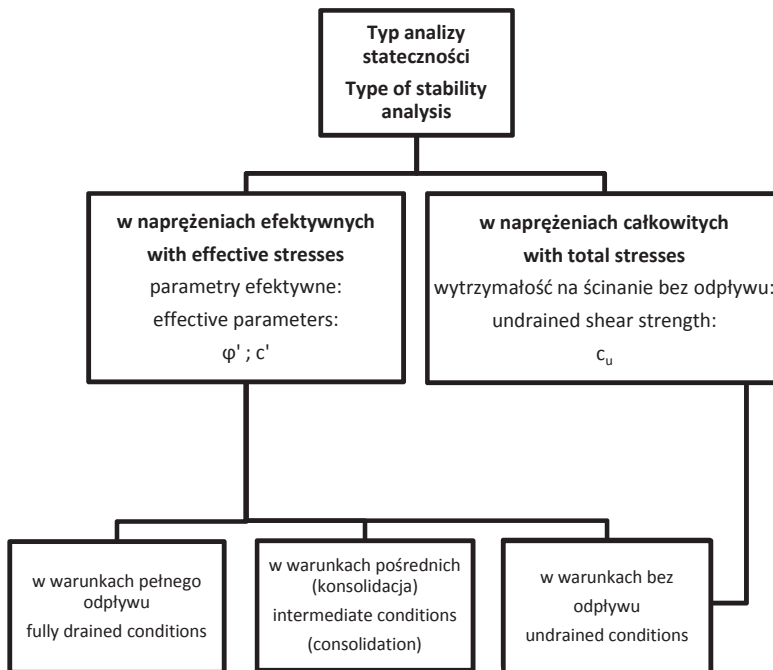 Typ analizy
stateczności
Type of stability
analysis
w naprężeniach efektywnych
with effective stresses
parametry efektywne:
effective parameters:
φ' ; c'
w naprężeniach całkowitych
with total stresses
wytrzymałość na ścinanie bez odpływu:
undrained shear strength:
cᵤ
w warunkach pełnego
odpływu
fully drained conditions
w warunkach pośrednich
(konsolidacja)
intermediate conditions
(consolidation)
w warunkach bez
odpływu
undrained conditions